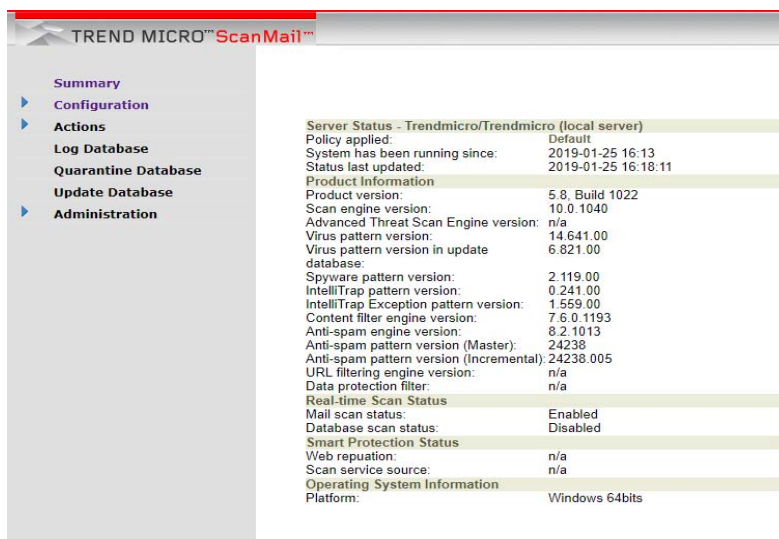 TREND MICRO™ ScanMail™
Summary
Configuration
Actions
Log Database
Quarantine Database
Update Database
Administration
Server Status - Trendmicro/Trendmicro (local server)
Policy applied: Default
System has been running since: 2019-01-25 16:13
Status last updated: 2019-01-25 16:18:11
Product Information
Product version: 5.8, Build 1022
Scan engine version: 10.0.1040
Advanced Threat Scan Engine version: n/a
Virus pattern version: 14.641.00
Virus pattern version in update 6.821.00
database:
Spyware pattern version: 2.119.00
IntelliTrap pattern version: 0.241.00
IntelliTrap Exception pattern version: 1.559.00
Content filter engine version: 7.6.0.1193
Anti-spam engine version: 8.2.1013
Anti-spam pattern version (Master): 24238
Anti-spam pattern version (Incremental): 24238.005
URL filtering engine version: n/a
Data protection filter: n/a
Real-time Scan Status
Mail scan status: Enabled
Database scan status: Disabled
Smart Protection Status
Web repuation: n/a
Scan service source: n/a
Operating System Information
Platform: Windows 64bits